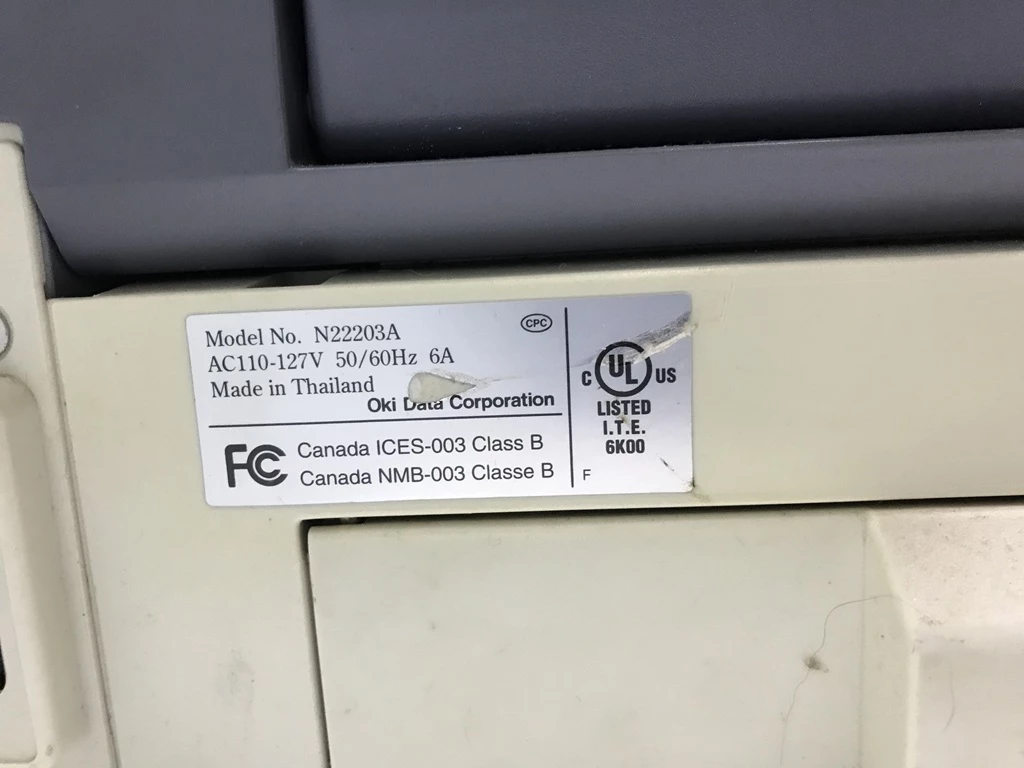 Model No. N22203A
CPC
AC110-127V 50/60Hz 6A
Made in Thailand
Oki Data Corporation
FC
Canada ICES-003 Class B
Canada NMB-003 Classe B
C UL US
LISTED
I.T.E.
6K00
F